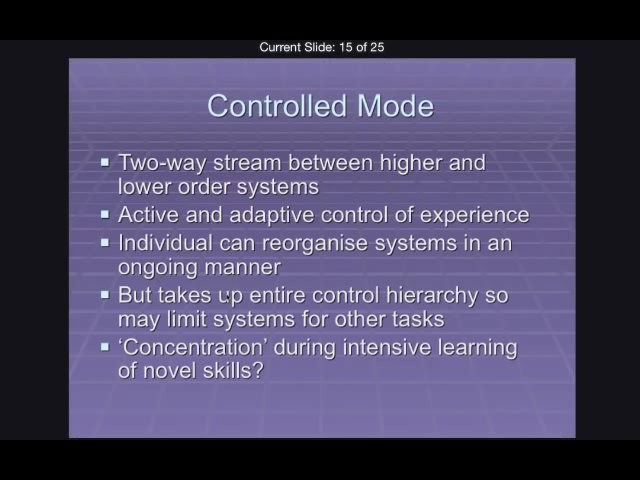 Current Slide: 15 of 25
Controlled Mode
Two-way stream between higher and
lower order systems
Active and adaptive control of experience
Individual can reorganise systems in an
ongoing manner
But takes up entire control hierarchy so
may limit systems for other tasks
‘Concentration’ during intensive learning
of novel skills?